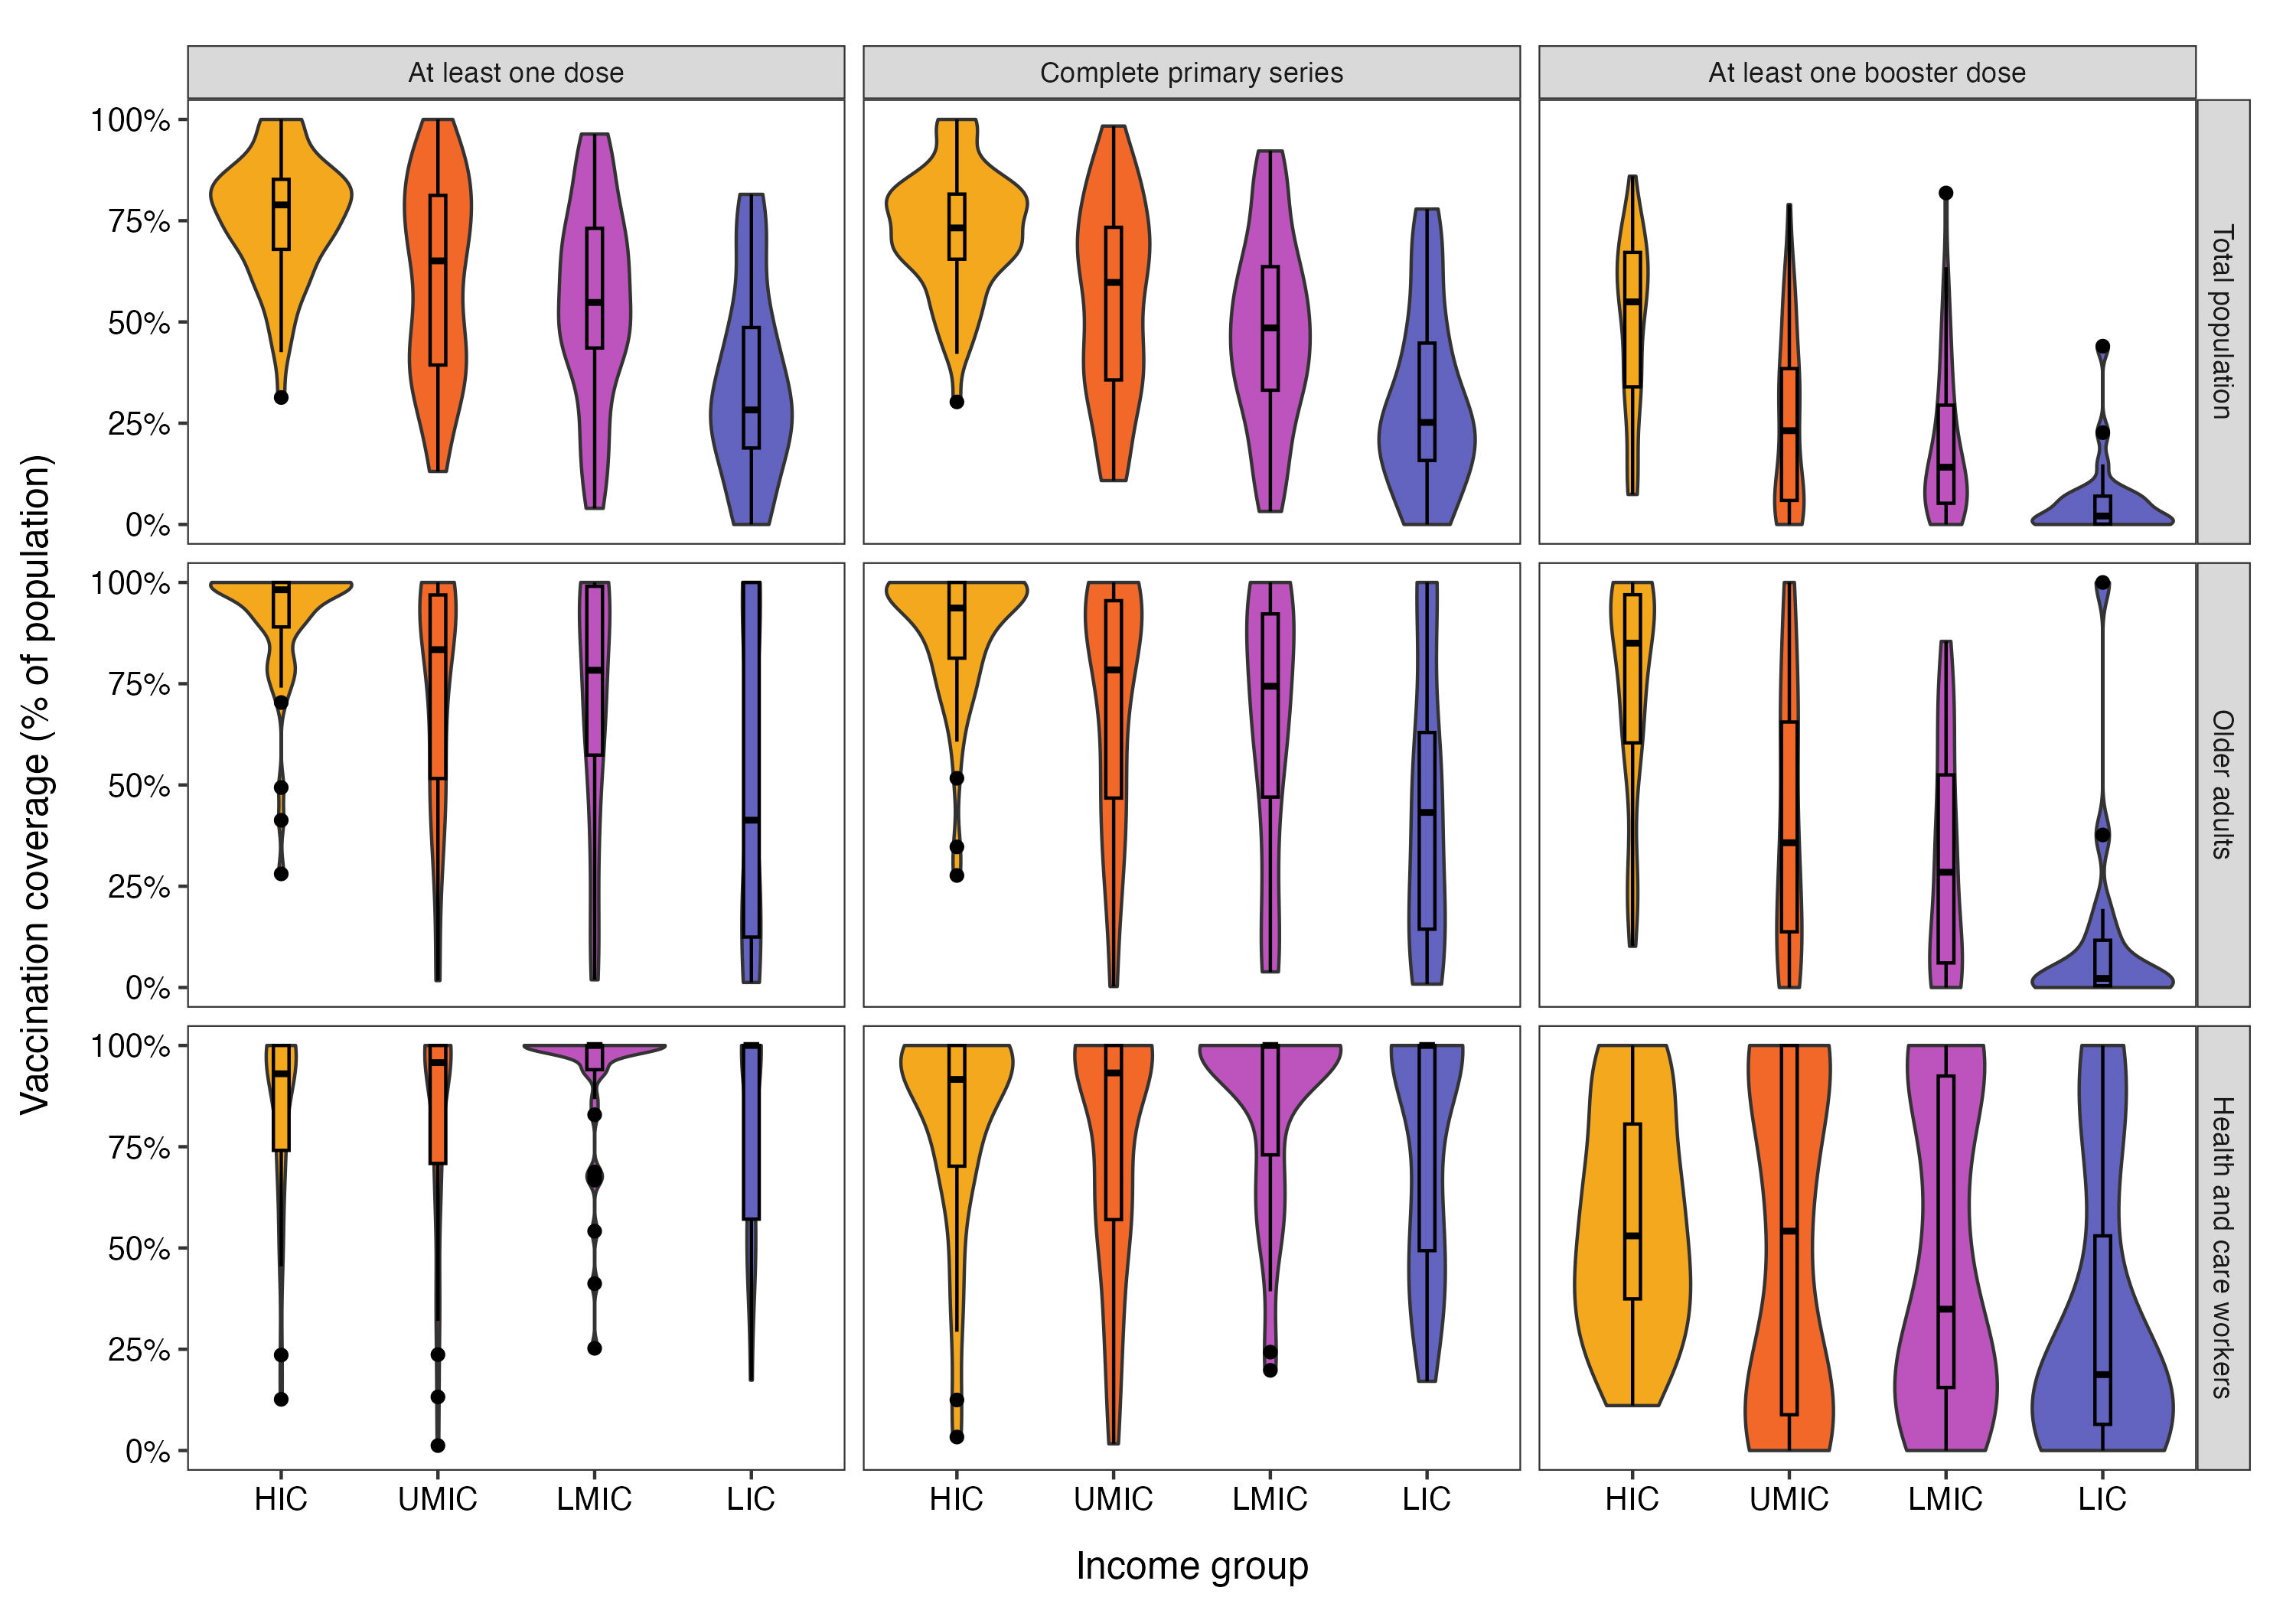 At least one dose
Complete primary series
At least one booster dose
100%
75%
50%
25%
0%
Total population
100%
75%
50%
25%
0%
Older adults
100%
75%
50%
25%
0%
Health and care workers
Vaccination coverage (% of population)
HIC
UMIC
LMIC
LIC
HIC
UMIC
LMIC
LIC
HIC
UMIC
LMIC
LIC
Income group